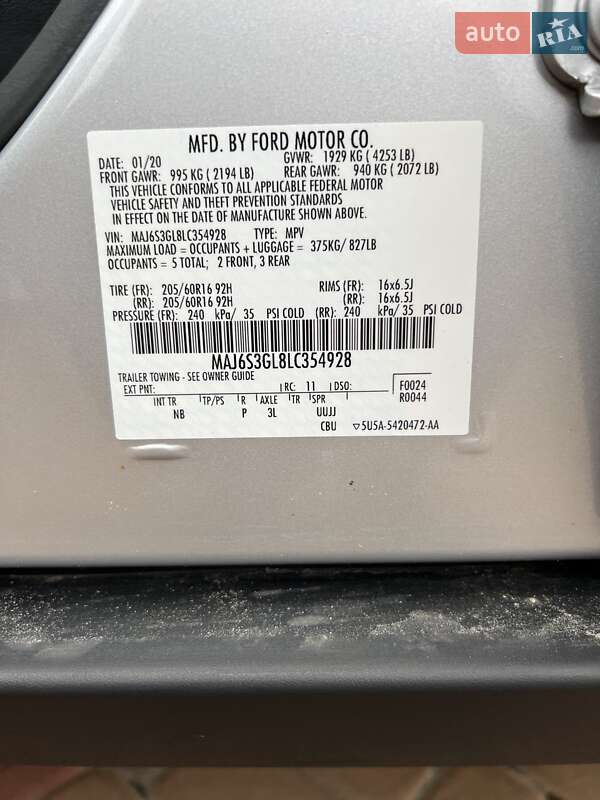 auto RIA.com
MFD. BY FORD MOTOR CO.
DATE: 01/20 GVWR: 1929 KG ( 4253 LB)
FRONT GAWR: 995 KG ( 2194 LB) REAR GAWR: 940 KG ( 2072 LB)
THIS VEHICLE CONFORMS TO ALL APPLICABLE FEDERAL MOTOR
VEHICLE SAFETY AND THEFT PREVENTION STANDARDS
IN EFFECT ON THE DATE OF MANUFACTURE SHOWN ABOVE.
VIN: MAJ6S3GL8LC354928 TYPE: MPV
MAXIMUM LOAD = OCCUPANTS + LUGGAGE = 375KG/ 827LB
OCCUPANTS = 5 TOTAL; 2 FRONT, 3 REAR
TIRE (FR): 205/60R16 92H RIMS (FR): 16x6.5J
(RR): 205/60R16 92H (RR): 16x6.5J
PRESSURE (FR): 240 kPa/ 35 PSI COLD (RR): 240 kPa/ 35 PSI COLD
MAJ6S3GL8LC354928
TRAILER TOWING - SEE OWNER GUIDE
EXT PNT: RC: 11 DSO: F0024
R0044
INT TR TP/PS R AXLE TR SPR
NB P 3L UUJJ
CBU ▽5U5A-5420472-AA